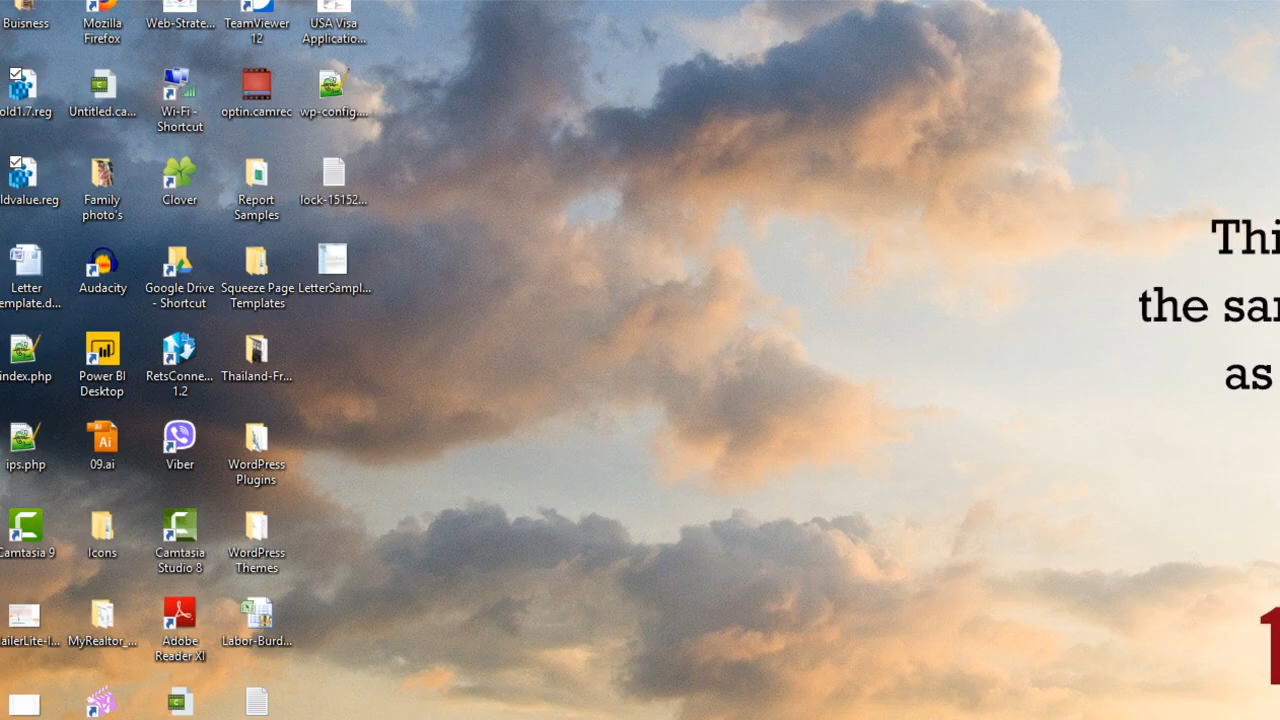 Buisness
Mozilla
Firefox
Web-Strate...
TeamViewer
12
USA Visa
Applicatio...
old1.7.reg
Untitled.ca...
Wi-Fi -
Shortcut
optin.camrec
wp-config....
ldvalue.reg
Family
photo's
Clover
Report
Samples
lock-15152...
Letter
emplate.d...
Audacity
Google Drive
- Shortcut
Squeeze Page
Templates
LetterSampl...
index.php
Power BI
Desktop
RetsConne...
1.2
Thailand-Fr...
ips.php
Ai
09.ai
Viber
WordPress
Plugins
Camtasia 9
Icons
Camtasia
Studio 8
WordPress
Themes
ailerLite-I...
MyRealtor_...
Adobe
Reader XI
Labor-Burd...
Thi
the sa
as
1